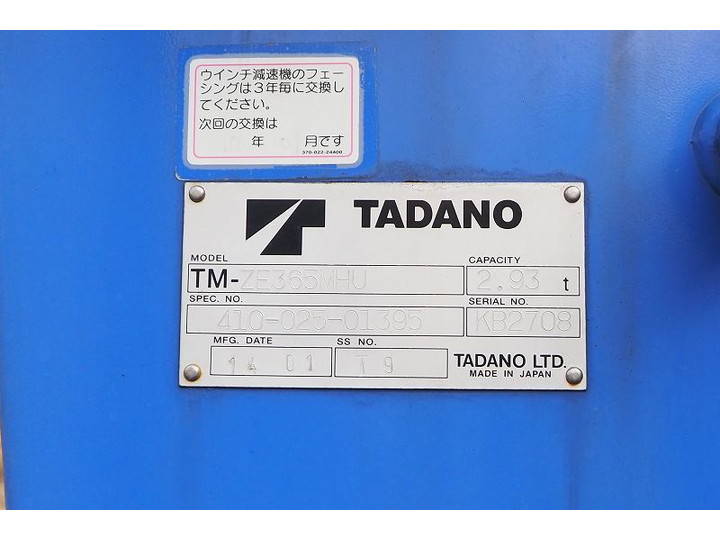 ウインチ減速機のフェー
シングは3年毎に交換し
てください。
次回の交換は
年 月です
370-022-24400
TADANO
MODEL CAPACITY
TM-ZE365MHU 2.93 t
SPEC. NO. SERIAL NO.
410-025-01395 KB2708
MFG. DATE SS NO.
14 01 T9 TADANO LTD.
MADE IN JAPAN